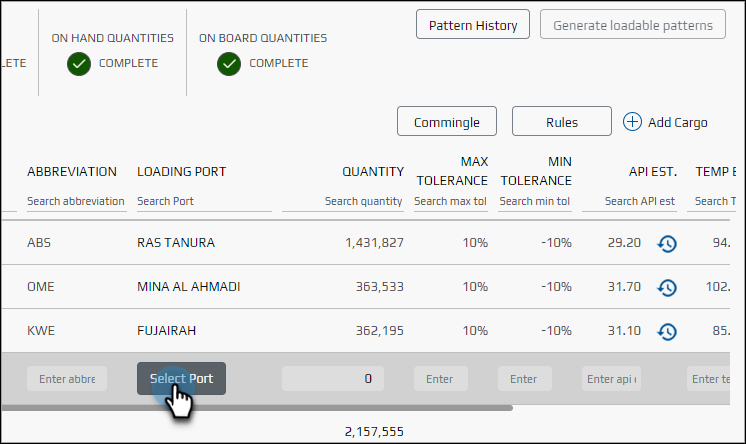 Pattern History
Generate loadable patterns
ON HAND QUANTITIES
ON BOARD QUANTITIES
LETE
COMPLETE
COMPLETE
Commingle
Rules
Add Cargo
ABBREVIATION LOADING PORT QUANTITY MAX TOLERANCE MIN TOLERANCE API EST. TEMP E
Search abbreviation Search Port Search quantity Search max tol Search min tol Search API est Search T
ABS RAS TANURA 1,431,827 10% -10% 29.20 94.
OME MINA AL AHMADI 363,533 10% -10% 31.70 102.
KWE FUJAIRAH 362,195 10% -10% 31.10 85.
Enter abbre Select Port 0 Enter Enter Enter api Enter te
2,157,555